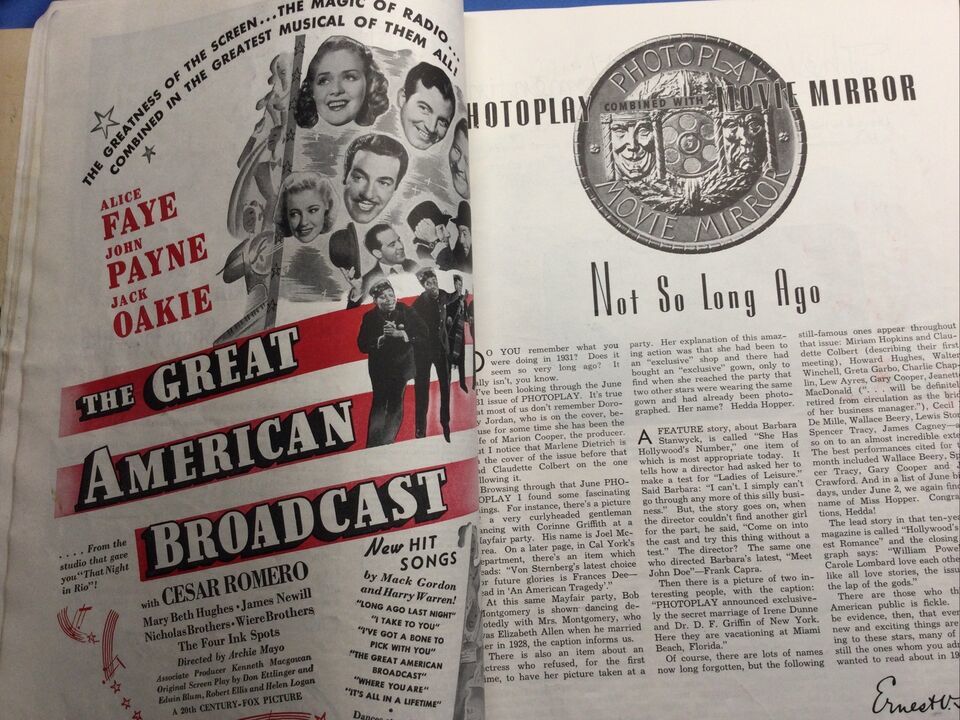 THE GREATNESS OF THE SCREEN...THE MAGIC OF RADIO...
COMBINED IN THE GREATEST MUSICAL OF THEM ALL!
ALICE
FAYE
JOHN
PAYNE
JACK
OAKIE
THE GREAT
AMERICAN
BROADCAST
.... From the
studio that gave
you "That Night
in Rio"!
with CESAR ROMERO
Mary Beth Hughes · James Newill
Nicholas Brothers · Wiere Brothers
The Four Ink Spots
Directed by Archie Mayo
Associate Producer Kenneth Macgowan
Original Screen Play by Don Ettlinger and
Edwin Blum, Robert Ellis and Helen Logan
A 20th CENTURY-FOX PICTURE
New HIT
SONGS
by Mack Gordon
and Harry Warren!
"LONG AGO LAST NIGHT"
"I TAKE TO YOU"
"I'VE GOT A BONE TO
PICK WITH YOU"
"THE GREAT AMERICAN
BROADCAST"
"WHERE YOU ARE"
"IT'S ALL IN A LIFETIME"
HOTOPLAY COMBINED WITH MOVIE MIRROR
PHOTOPLAY
MOVIE MIRROR
Not So Long Ago
O YOU remember what you
were doing in 1931? Does it
seem so very long ago? It
lly isn't, you know.
I've been looking through the June
31 issue of PHOTOPLAY. It's true
at most of us don't remember Doro-
y Jordan, who is on the cover, be-
use for some time she has been the
fe of Marion Cooper, the producer.
t I notice that Marlene Dietrich is
the cover of the issue before that
d Claudette Colbert on the one
llowing it.
Browsing through that June PHO-
OPLAY I found some fascinating
ings. For instance, there's a picture
a very curlyheaded gentleman
ncing with Corinne Griffith at a
ayfair party. His name is Joel Mc-
rea. On a later page, in Cal York's
partment, there's an item which
eads: "Von Sternberg's latest choice
or future glories is Frances Dee—
ead in 'An American Tragedy'"
At this same Mayfair party, Bob
ontgomery is shown dancing de-
otedly with Mrs. Montgomery, who
as Elizabeth Allen when he married
er in 1928, the caption informs us.
There is also an item about an
ctress who refused, for the first
me, to have her picture taken at a
party. Her explanation of this amaz-
ing action was that she had been to
an "exclusive" shop and there had
bought an "exclusive" gown, only to
find when she reached the party that
two other stars were wearing the same
gown and had already been photo-
graphed. Her name? Hedda Hopper.
A FEATURE story, about Barbara
Stanwyck, is called "She Has
Hollywood's Number," one item of
which is most appropriate today. It
tells how a director had asked her to
make a test for "Ladies of Leisure."
Said Barbara: "I can't. I simply can't
go through any more of this silly busi-
ness." But, the story goes on, when
the director couldn't find another girl
for the part, he said, "Come on into
the cast and try this thing without a
test." The director? The same one
who directed Barbara's latest, "Meet
John Doe"—Frank Capra.
Then there is a picture of two in-
teresting people, with the caption:
"PHOTOPLAY announced exclusive-
ly the secret marriage of Irene Dunne
and Dr. D. F. Griffin of New York.
Here they are vacationing at Miami
Beach, Florida."
Of course, there are lots of names
now long forgotten, but the following
still-famous ones appear throughout
that issue: Miriam Hopkins and Clau-
dette Colbert (describing their first
meeting), Howard Hughes, Walter
Winchell, Greta Garbo, Charlie Chap-
lin, Lew Ayres, Gary Cooper, Jeanette
MacDonald (". . . will be definite
retired from circulation as the brid
of her business manager."), Cecil
De Mille, Wallace Beery, Lewis Ston
Spencer Tracy, James Cagney—a
so on to an almost incredible exte
The best performances cited for t
month included Wallace Beery, Sp
cer Tracy, Gary Cooper and J
Crawford. And in a list of June bi
days, under June 2, we again find
name of Miss Hopper. Congra
tions, Hedda!
The lead story in that ten-yea
magazine is called "Hollywood's
est Romance" and the closing
graph says: "William Powe
Carole Lombard love each othe
like all love stories, the issue
the lap of the gods."
There are those who th
American public is fickle.
be evidence, then, that ever
new and exciting things are
ing to these stars, many of
still the ones whom you adm
wanted to read about in 19
Ernest V.